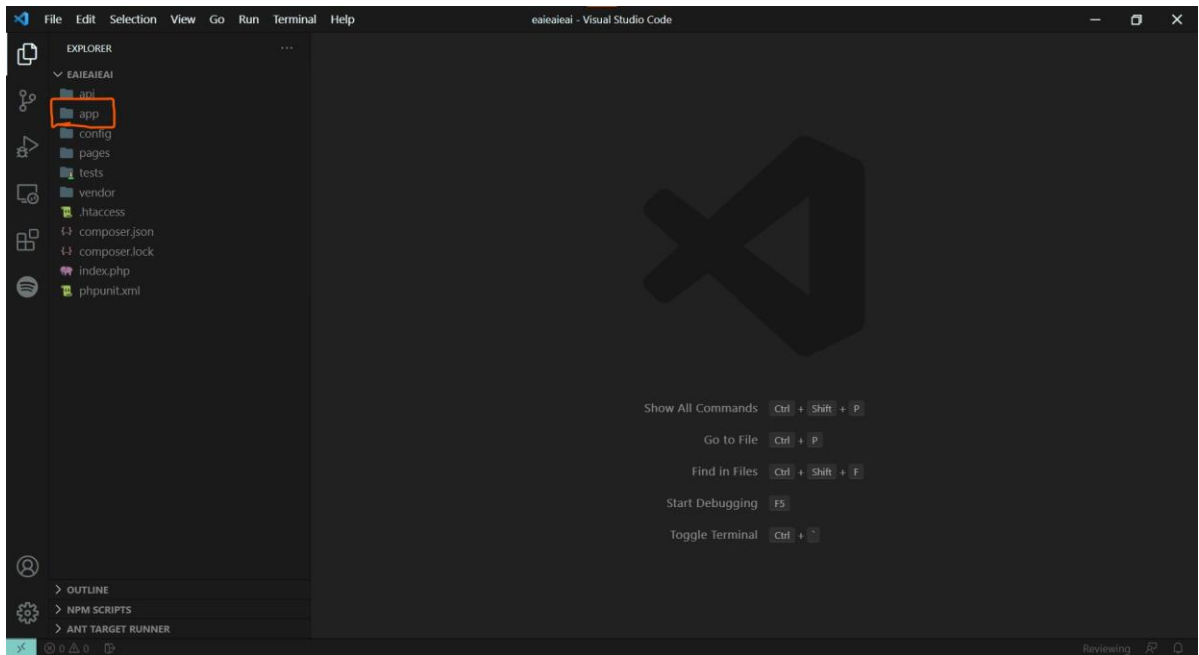 File Edit Selection View Go Run Terminal Help
eaieaieai - Visual Studio Code
EXPLORER
EAIEAIEAI
api
app
config
pages
tests
vendor
.htaccess
composer.json
composer.lock
index.php
phpunit.xml
Show All Commands Ctrl + Shift + P
Go to File Ctrl + P
Find in Files Ctrl + Shift + F
Start Debugging F5
Toggle Terminal Ctrl + `
OUTLINE
NPM SCRIPTS
ANT TARGET RUNNER
0 0
Reviewing